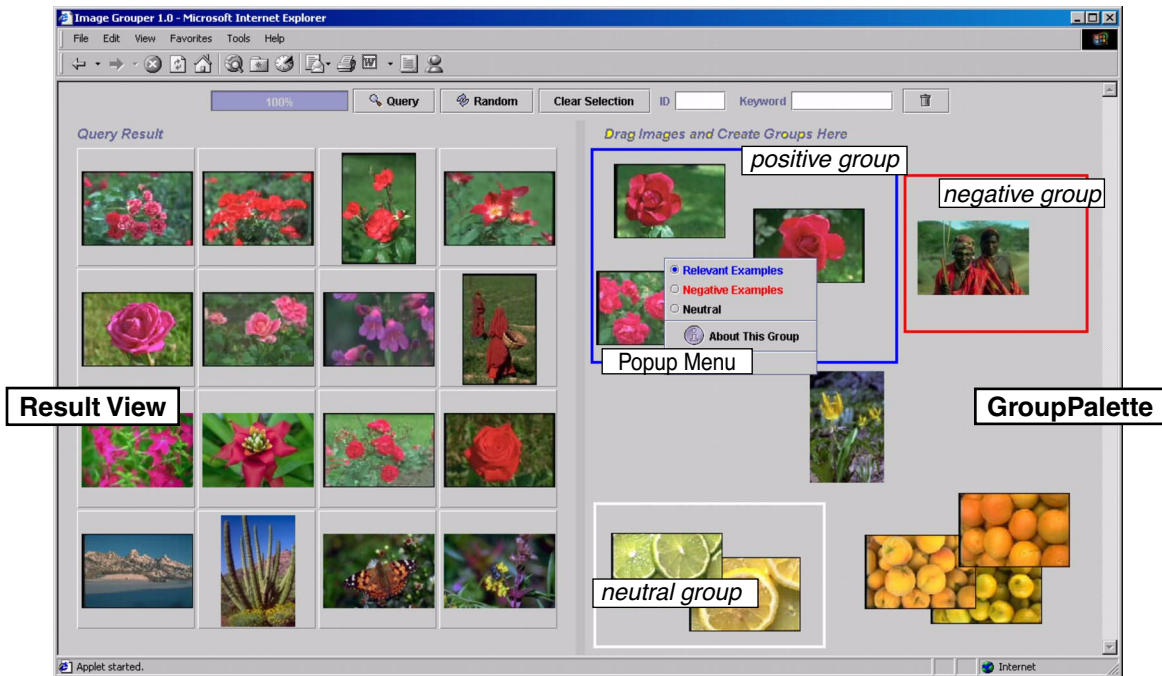 Image Grouper 1.0 - Microsoft Internet Explorer
File Edit View Favorites Tools Help
100% Query Random Clear Selection ID Keyword
Query Result
Drag Images and Create Groups Here
positive group
negative group
Relevant Examples
Negative Examples
Neutral
About This Group
Popup Menu
Result View
GroupPalette
neutral group
Applet started.
Internet